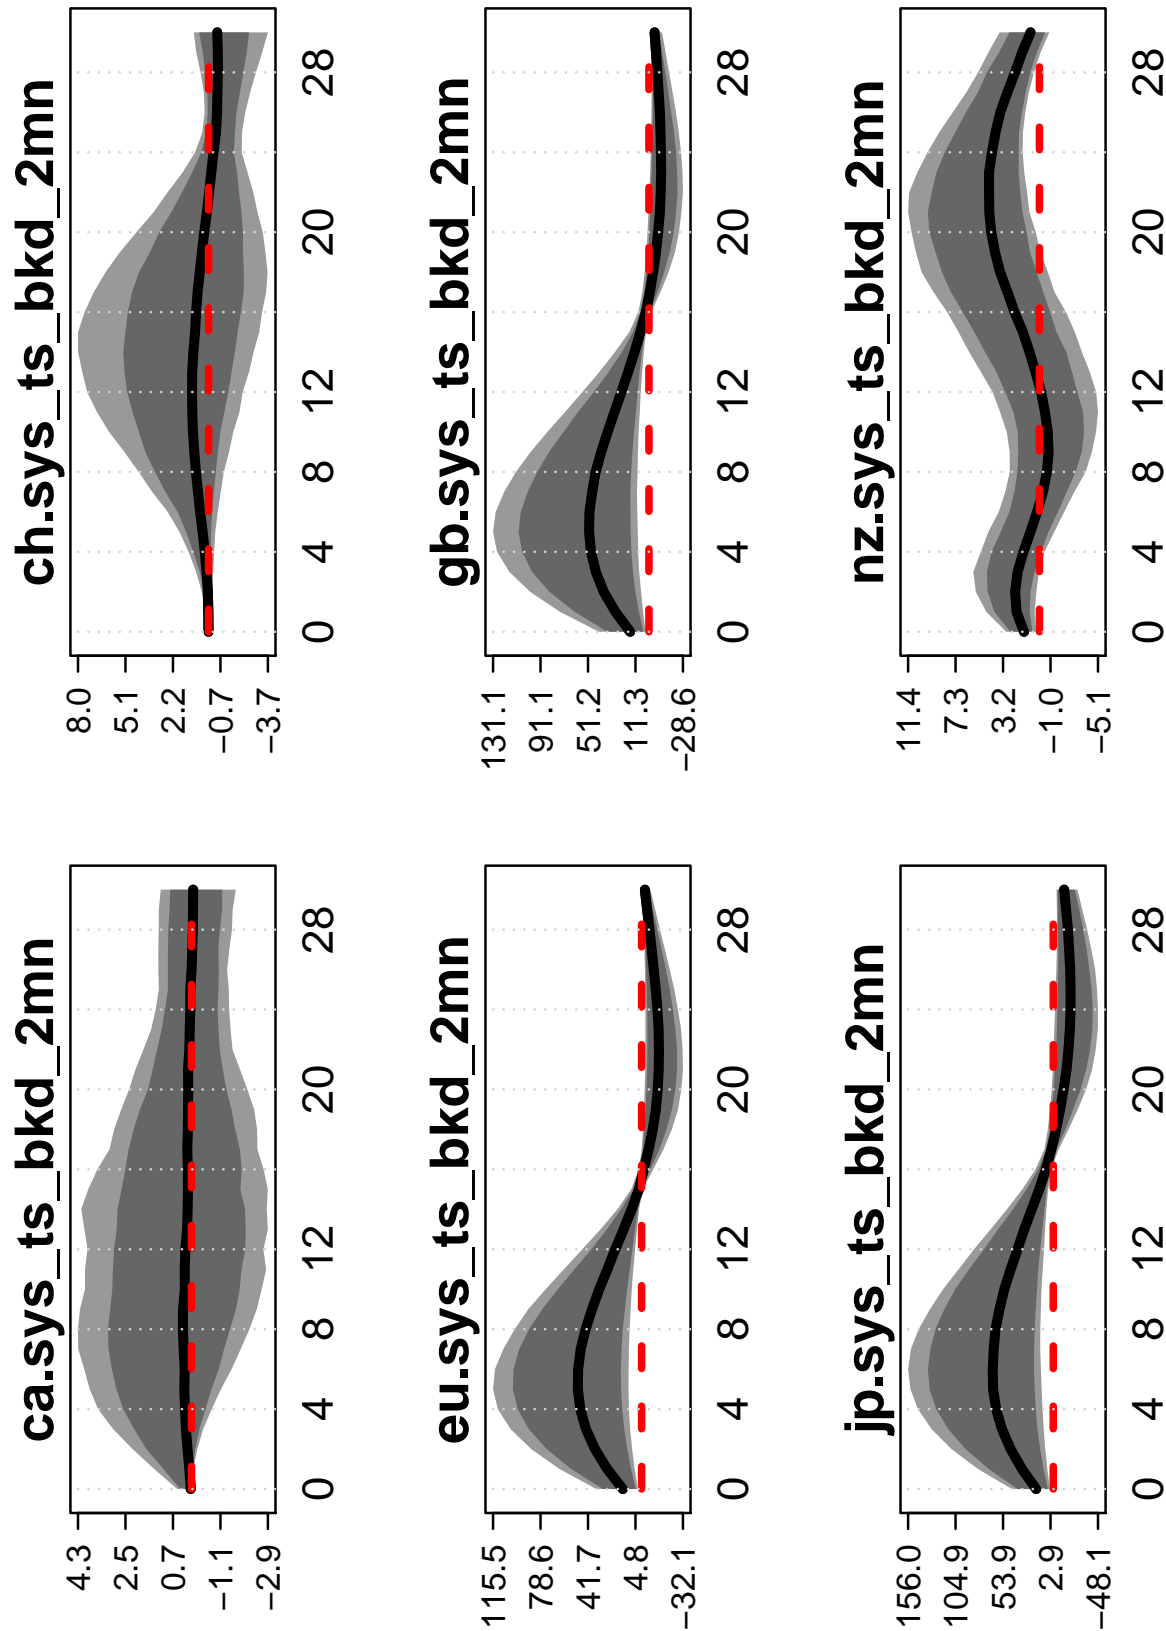 ca.sys_ts_bkd_2mn
4.3
2.5
0.7
−1.1
−2.9
0 4 8 12 20 28
ch.sys_ts_bkd_2mn
8.0
5.1
2.2
−0.7
−3.7
0 4 8 12 20 28
eu.sys_ts_bkd_2mn
115.5
78.6
41.7
4.8
−32.1
0 4 8 12 20 28
gb.sys_ts_bkd_2mn
131.1
91.1
51.2
11.3
−28.6
0 4 8 12 20 28
jp.sys_ts_bkd_2mn
156.0
104.9
53.9
2.9
−48.1
0 4 8 12 20 28
nz.sys_ts_bkd_2mn
11.4
7.3
3.2
−1.0
−5.1
0 4 8 12 20 28